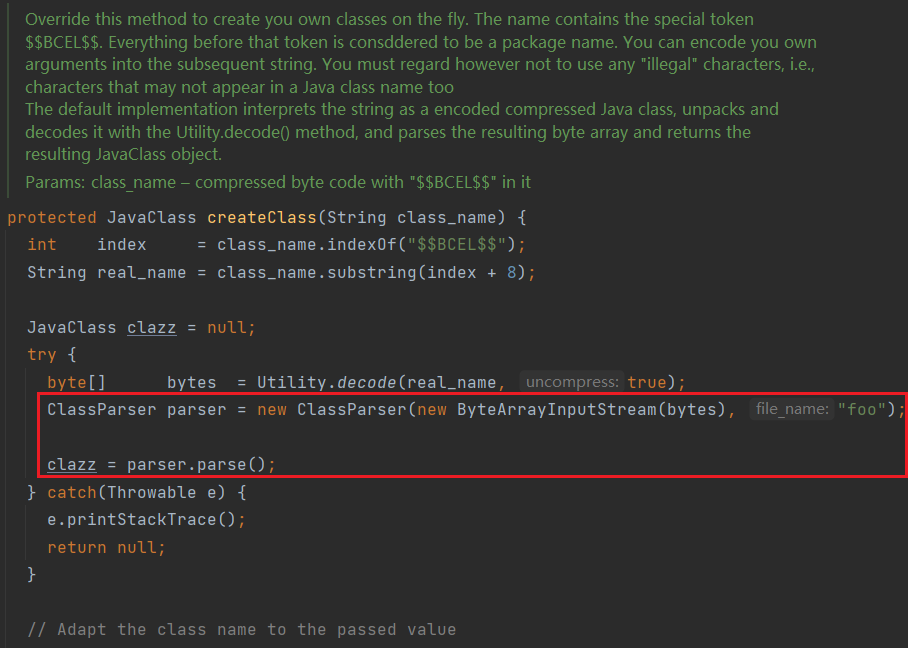 Override this method to create you own classes on the fly. The name contains the special token
$$BCEL$$. Everything before that token is consddered to be a package name. You can encode you own
arguments into the subsequent string. You must regard however not to use any "illegal" characters, i.e.,
characters that may not appear in a Java class name too
The default implementation interprets the string as a encoded compressed Java class, unpacks and
decodes it with the Utility.decode() method, and parses the resulting byte array and returns the
resulting JavaClass object.
Params: class_name – compressed byte code with "$$BCEL$$" in it
protected JavaClass createClass(String class_name) {
int    index     = class_name.indexOf("$$BCEL$$");
String real_name = class_name.substring(index + 8);
JavaClass clazz = null;
try {
byte[]      bytes  = Utility.decode(real_name, uncompress: true);
ClassParser parser = new ClassParser(new ByteArrayInputStream(bytes), file_name: "foo");
clazz = parser.parse();
} catch(Throwable e) {
e.printStackTrace();
return null;
}
// Adapt the class name to the passed value